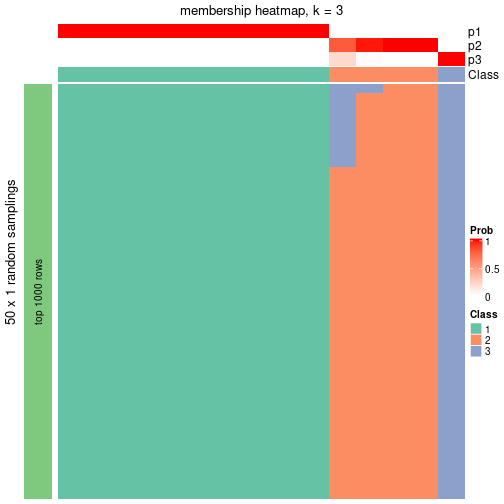 membership heatmap, k = 3
p1
p2
p3
Class
50 x 1 random samplings
top 1000 rows
Prob
1
0.5
0
Class
1
2
3